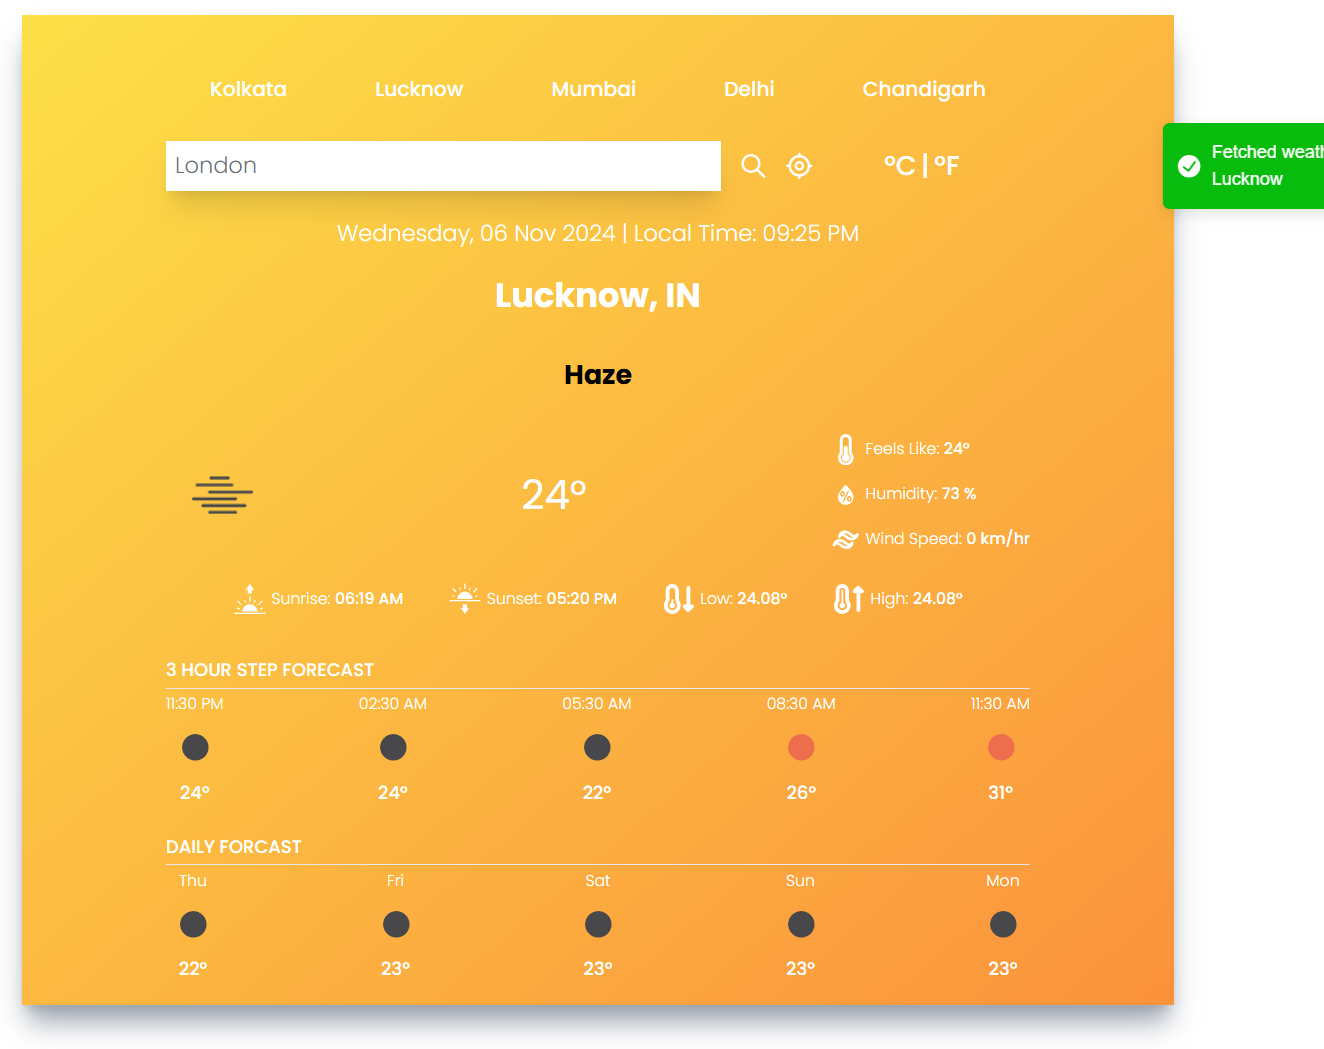 Kolkata Lucknow Mumbai Delhi Chandigarh
London °C | °F
Fetched
Lucknow
Wednesday, 06 Nov 2024 | Local Time: 09:25 PM
Lucknow, IN
Haze
Feels Like: 24°
24°
Humidity: 73 %
Wind Speed: 0 km/hr
Sunrise: 06:19 AM Sunset: 05:20 PM Low: 24.08° High: 24.08°
3 HOUR STEP FORECAST
11:30 PM 02:30 AM 05:30 AM 08:30 AM 11:30 AM
24° 24° 22° 26° 31°
DAILY FORCAST
Thu Fri Sat Sun Mon
22° 23° 23° 23° 23°